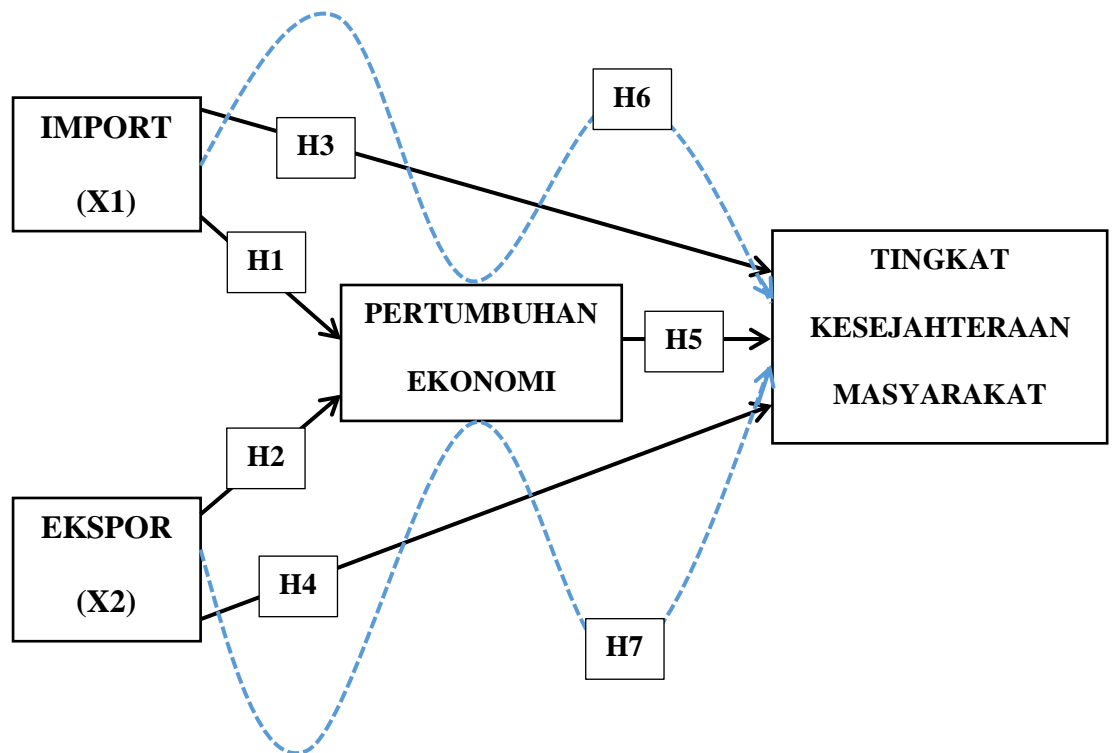 IMPORT
(X1)
H3
H6
H1
PERTUMBUHAN
EKONOMI
H5
TINGKAT
KESEJAHTERAAN
MASYARAKAT
H2
EKSPOR
(X2)
H4
H7